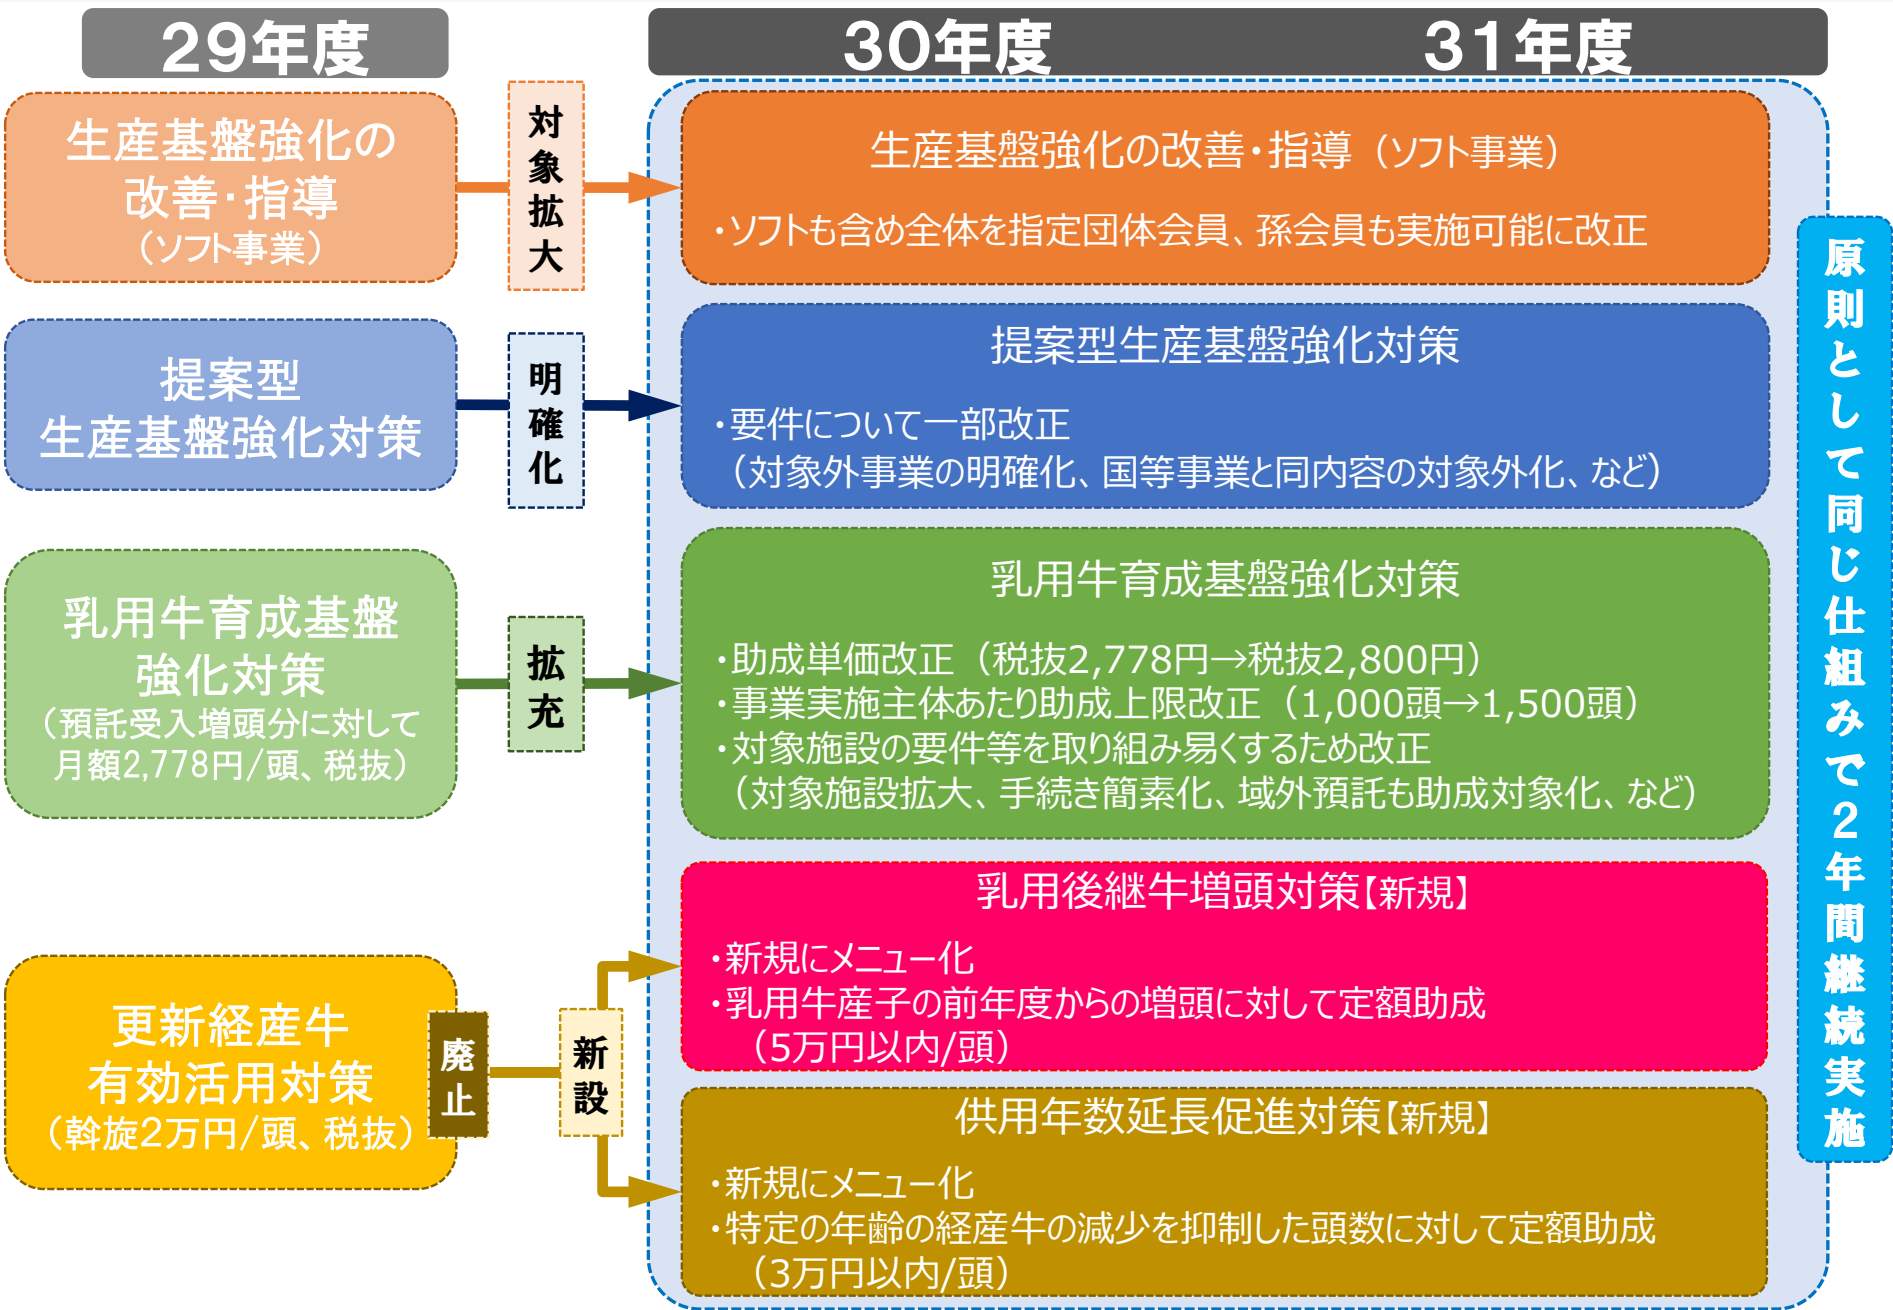 29年度
30年度
31年度
生産基盤強化の
改善・指導
（ソフト事業）
対象拡大
生産基盤強化の改善・指導（ソフト事業）
・ソフトも含め全体を指定団体会員、孫会員も実施可能に改正
提案型
生産基盤強化対策
明確化
提案型生産基盤強化対策
・要件について一部改正
（対象外事業の明確化、国等事業と同内容の対象外化、など）
乳用牛育成基盤
強化対策
（預託受入増頭分に対して
月額2,778円/頭、税抜）
拡充
乳用牛育成基盤強化対策
・助成単価改正（税抜2,778円→税抜2,800円）
・事業実施主体あたり助成上限改正（1,000頭→1,500頭）
・対象施設の要件等を取り組み易くするため改正
（対象施設拡大、手続き簡素化、域外預託も助成対象化、など）
更新経産牛
有効活用対策
（斡旋2万円/頭、税抜）
廃止
新設
乳用後継牛増頭対策【新規】
・新規にメニュー化
・乳用牛産子の前年度からの増頭に対して定額助成
（5万円以内/頭）
供用年数延長促進対策【新規】
・新規にメニュー化
・特定の年齢の経産牛の減少を抑制した頭数に対して定額助成
（3万円以内/頭）
原則として同じ仕組みで2年間継続実施